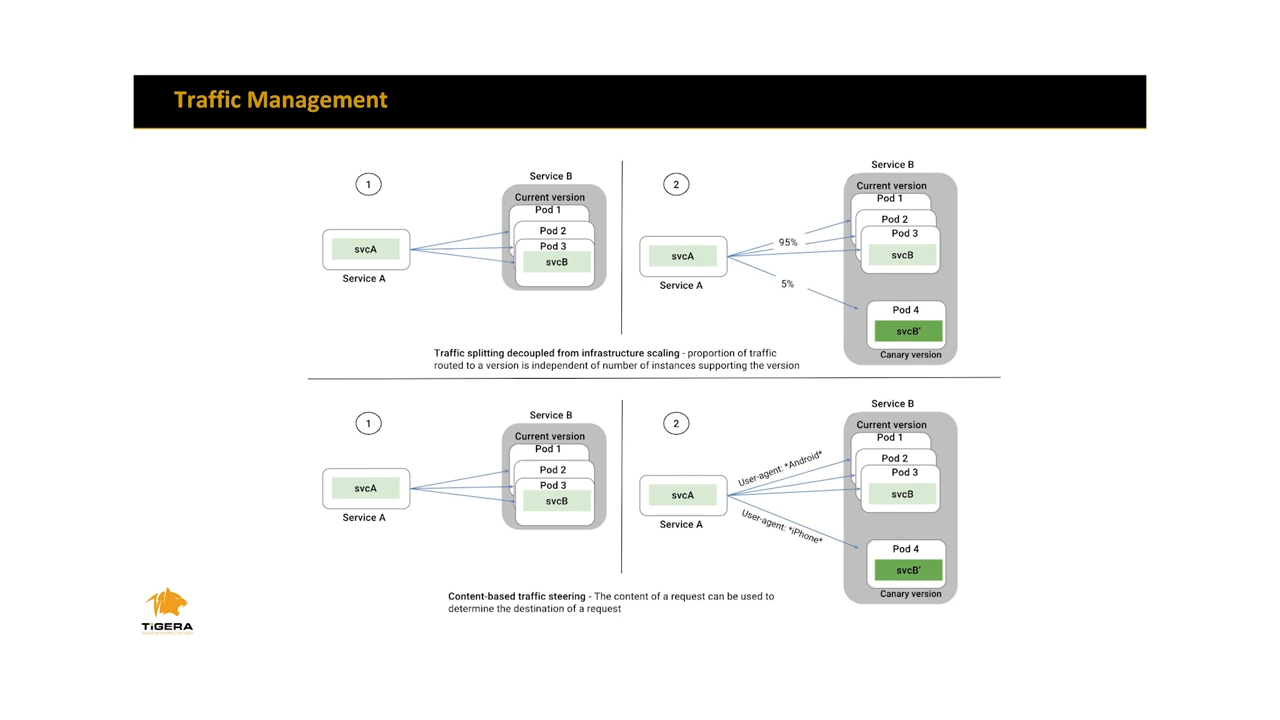 Traffic Management
1
Service B
Current version
Pod 1
Pod 2
Pod 3
svcB
svcA
Service A
2
Service B
Current version
Pod 1
Pod 2
Pod 3
svcB
svcA
Service A
95%
5%
Pod 4
svcB'
Canary version
Traffic splitting decoupled from infrastructure scaling - proportion of traffic
routed to a version is independent of number of instances supporting the version
1
Service B
Current version
Pod 1
Pod 2
Pod 3
svcB
svcA
Service A
2
Service B
Current version
Pod 1
Pod 2
Pod 3
svcB
svcA
Service A
User-agent: *Android*
User-agent: *iPhone*
Pod 4
svcB'
Canary version
Content-based traffic steering - The content of a request can be used to
determine the destination of a request
TiGERA